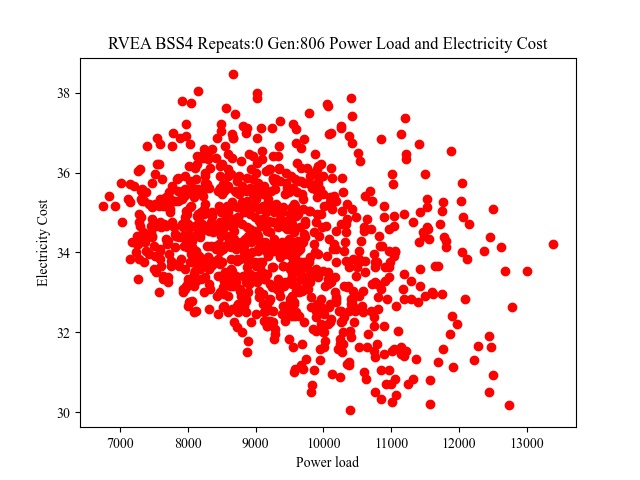 RVEA BSS4 Repeats:0 Gen:806 Power Load and Electricity Cost
Electricity Cost
38
36
34
32
30
7000 8000 9000 10000 11000 12000 13000
Power load